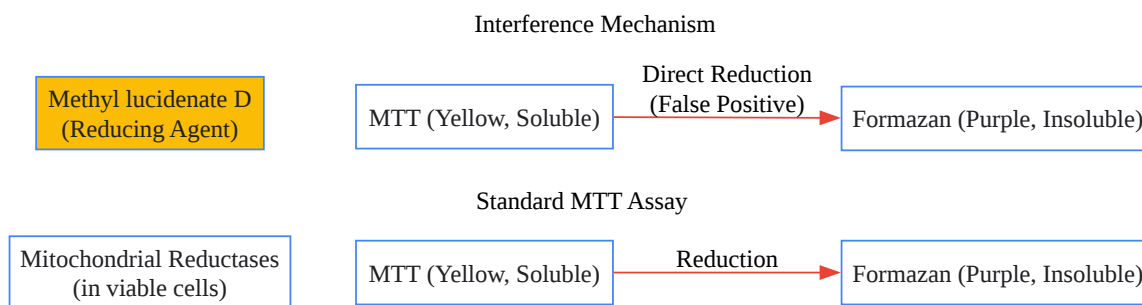 Interference Mechanism
Methyl lucidenate D
(Reducing Agent)
MTT (Yellow, Soluble)
Direct Reduction
(False Positive)
Formazan (Purple, Insoluble)
Standard MTT Assay
Mitochondrial Reductases
(in viable cells)
MTT (Yellow, Soluble)
Reduction
Formazan (Purple, Insoluble)